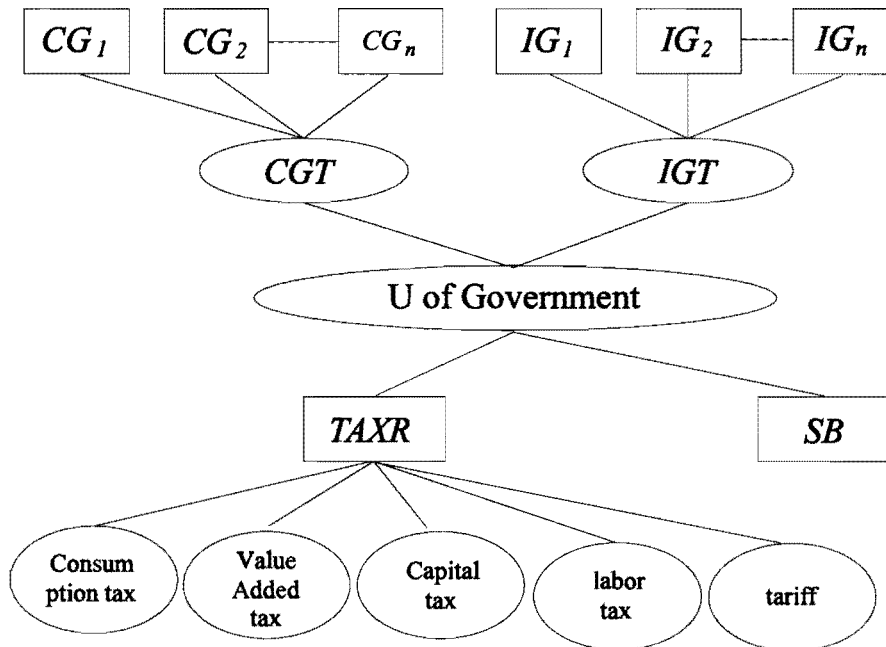 CG1
CG2
CGn
IG1
IG2
IGn
CGT
IGT
U of Government
TAXR
SB
Consum
ption tax
Value
Added
tax
Capital
tax
labor
tax
tariff